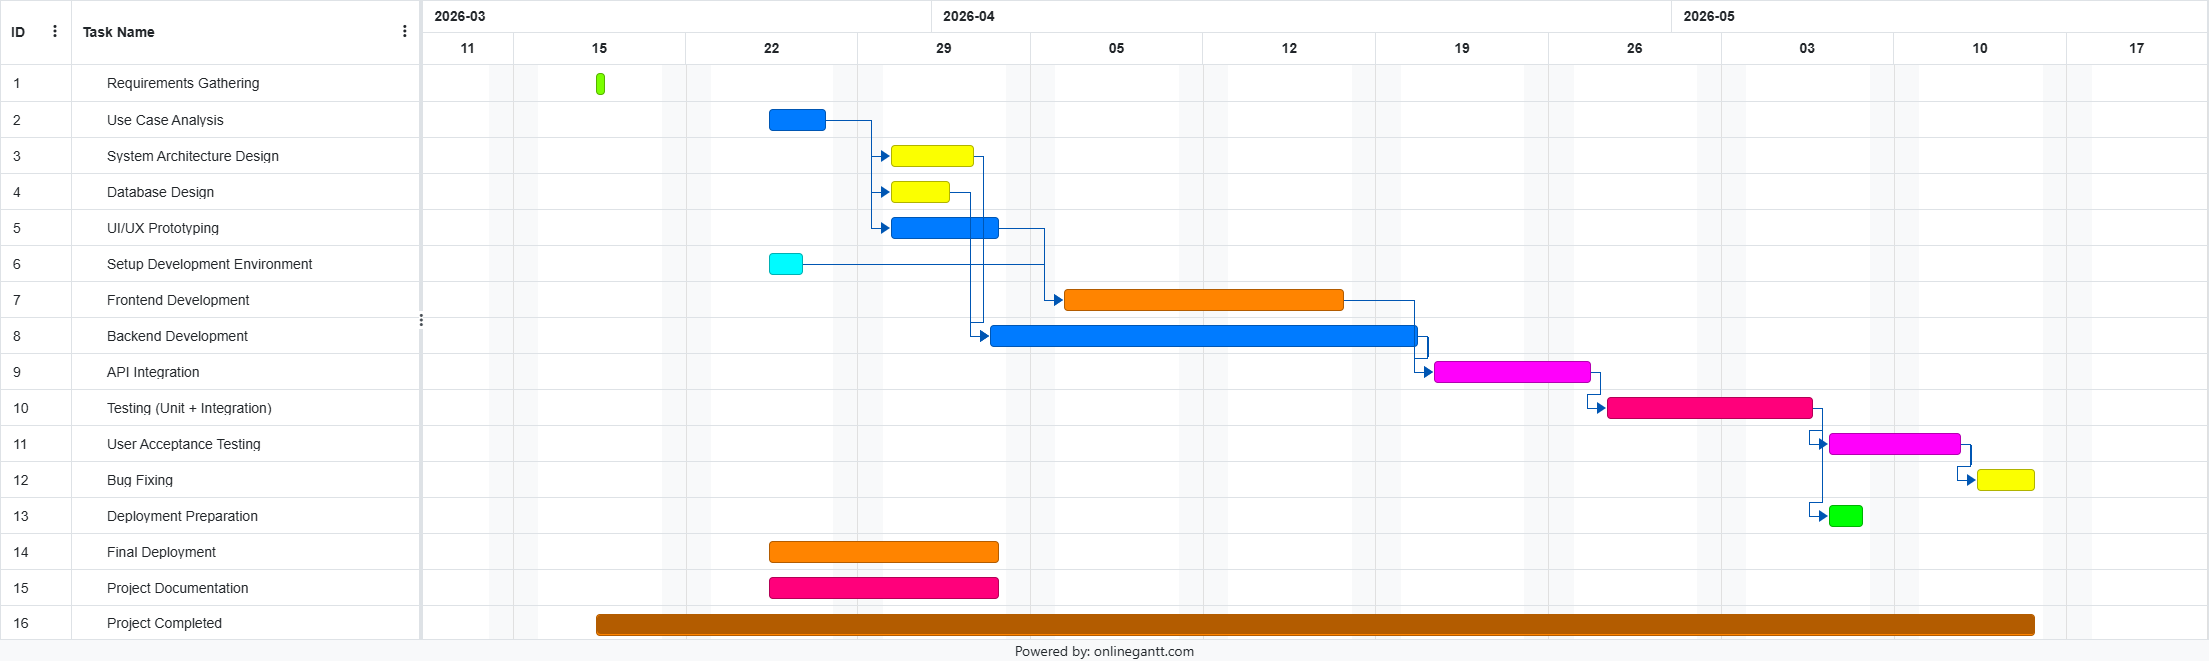 2026-03 2026-04 2026-05
ID Task Name
11 15 22 29 05 12 19 26 03 10 17
1 Requirements Gathering
2 Use Case Analysis
3 System Architecture Design
4 Database Design
5 UI/UX Prototyping
6 Setup Development Environment
7 Frontend Development
8 Backend Development
9 API Integration
10 Testing (Unit + Integration)
11 User Acceptance Testing
12 Bug Fixing
13 Deployment Preparation
14 Final Deployment
15 Project Documentation
16 Project Completed
Powered by: onlinegantt.com